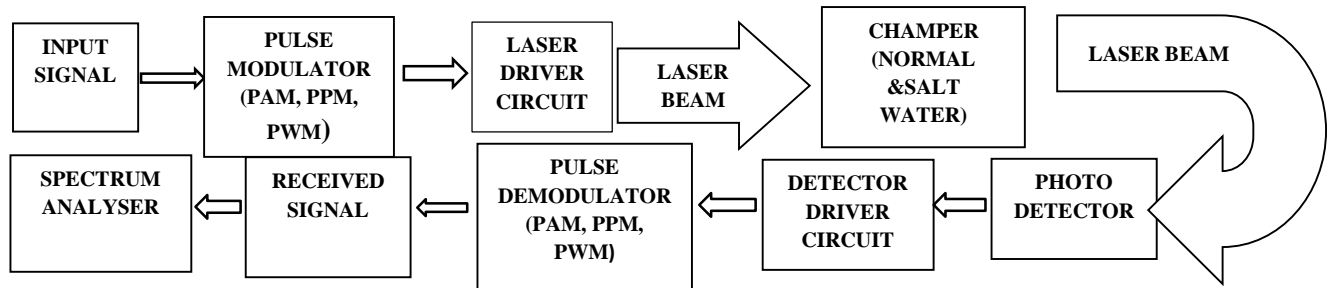 INPUT
SIGNAL
PULSE
MODULATOR
(PAM, PPM,
PWM)
LASER
DRIVER
CIRCUIT
LASER
BEAM
CHAMPER
(NORMAL
&SALT
WATER)
LASER BEAM
PHOTO
DETECTOR
DETECTOR
DRIVER
CIRCUIT
PULSE
DEMODULATOR
(PAM, PPM,
PWM)
RECEIVED
SIGNAL
SPECTRUM
ANALYSER